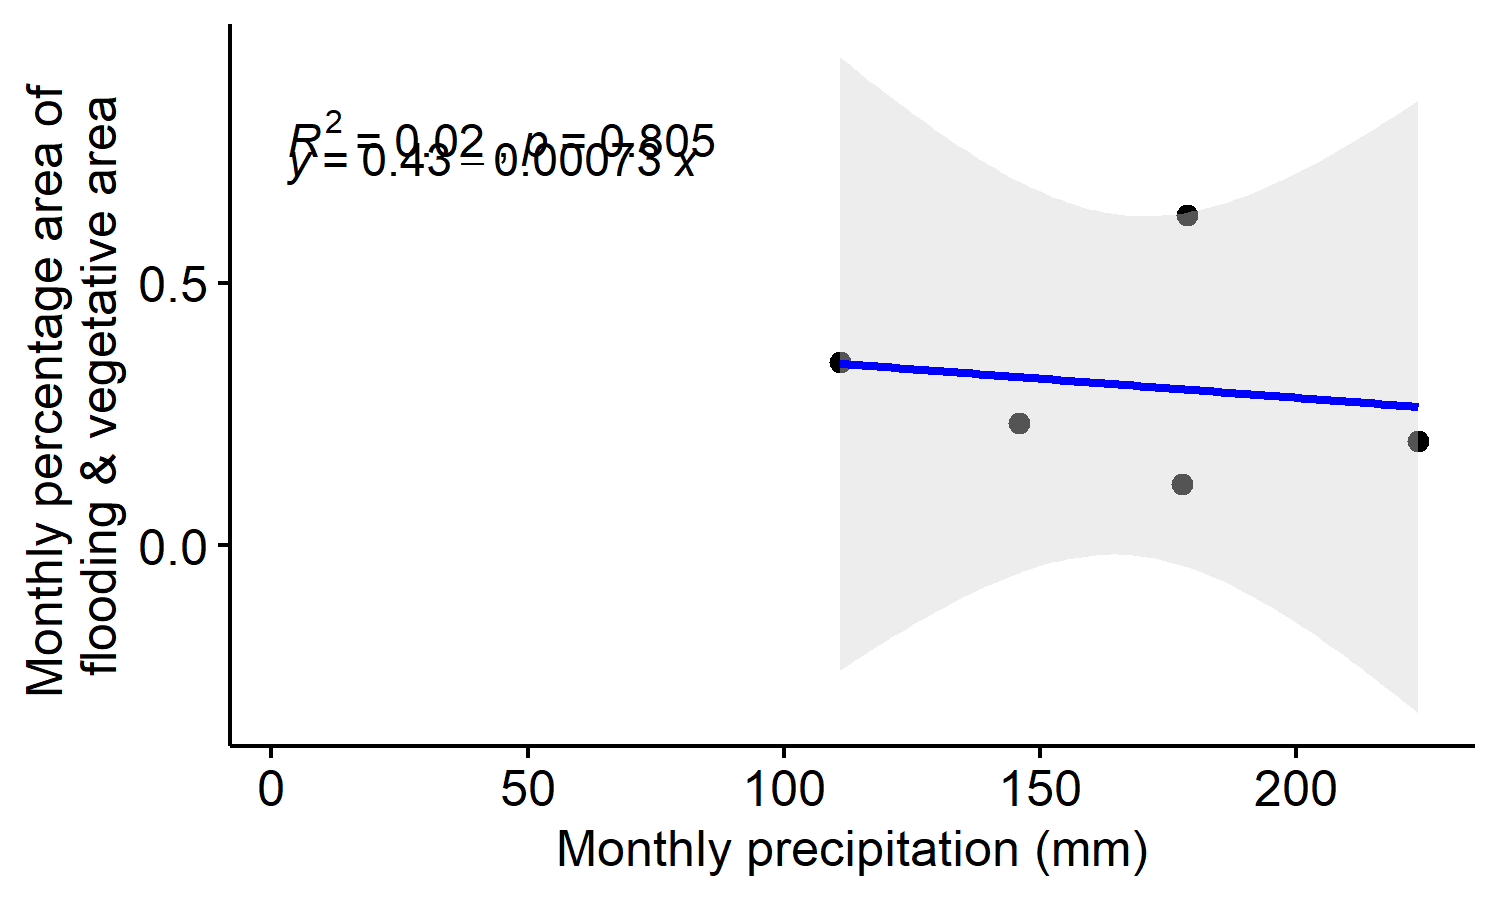 Monthly percentage area of
flooding & vegetative area
R² = 0.02 , p = 0.805
y = 0.43 − 0.00073 x
0.5
0.0
0 50 100 150 200
Monthly precipitation (mm)